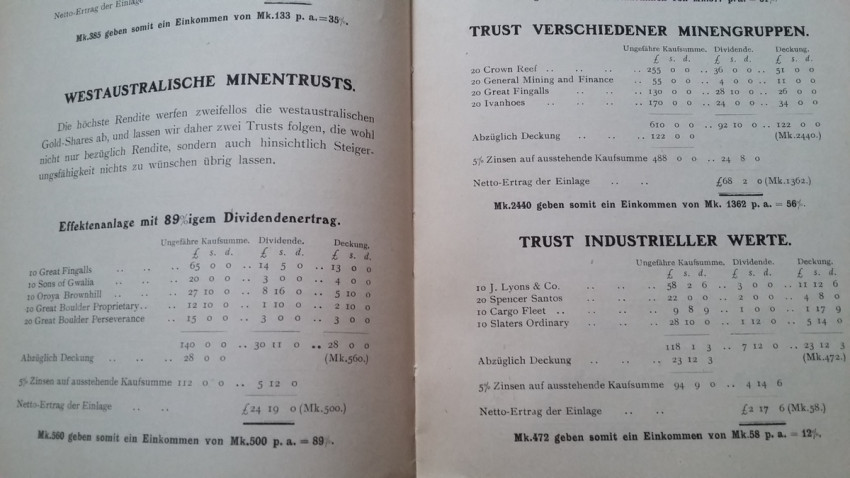 Netto-Ertrag der Einlage
Mk.385 geben somit ein Einkommen von Mk.133 p. a.=35%.
WESTAUSTRALISCHE MINENTRUSTS.
Die höchste Rendite werfen zweifellos die westaustralischen
Gold-Shares ab, und lassen wir daher zwei Trusts folgen, die wohl
nicht nur bezüglich Rendite, sondern auch hinsichtlich Steiger-
ungsfähigkeit nichts zu wünschen übrig lassen.
Effektenanlage mit 89%igem Dividendenertrag.
Ungefähre Kaufsumme. Dividende. Deckung.
£ s. d. £ s. d. £ s. d.
10 Great Fingalls .. .. .. 65 0 0 .. 14 5 0 .. 13 0 0
10 Sons of Gwalia .. .. .. 20 0 0 .. 3 0 0 .. 4 0 0
10 Oroya Brownhill .. .. .. 27 10 0 .. 8 16 0 .. 5 10 0
10 Great Boulder Proprietary.. .. 12 10 0 .. 1 10 0 .. 2 10 0
20 Great Boulder Perseverance .. 15 0 0 .. 3 0 0 .. 3 0 0
140 0 0 .. 30 11 0 .. 28 0 0
Abzüglich Deckung .. .. .. 28 0 0 (Mk.560.)
5% Zinsen auf ausstehende Kaufsumme 112 0 0 .. 5 12 0
Netto-Ertrag der Einlage .. .. £24 19 0 (Mk.500.)
Mk.560 geben somit ein Einkommen von Mk.500 p. a. = 89%.
TRUST VERSCHIEDENER MINENGRUPPEN.
Ungefähre Kaufsumme. Dividende. Deckung.
£ s. d. £ s. d. £ s. d.
20 Crown Reef .. .. .. .. 255 0 0 .. 36 0 0 .. 51 0 0
20 General Mining and Finance .. 55 0 0 .. 4 0 0 .. 11 0 0
20 Great Fingalls .. .. .. 130 0 0 .. 28 10 0 .. 26 0 0
20 Ivanhoes .. .. .. 170 0 0 .. 24 0 0 .. 34 0 0
610 0 0 .. 92 10 0 .. 122 0 0
Abzüglich Deckung .. .. .. 122 0 0 (Mk.2440.)
5% Zinsen auf ausstehende Kaufsumme 488 0 0 .. 24 8 0
Netto-Ertrag der Einlage .. .. £68 2 0 (Mk.1362.)
Mk.2440 geben somit ein Einkommen von Mk. 1362 p. a. = 56%.
TRUST INDUSTRIELLER WERTE.
Ungefähre Kaufsumme. Dividende. Deckung.
£ s. d. £ s. d. £ s. d.
10 J. Lyons & Co. .. .. .. 58 2 6 .. 3 0 0 .. 11 12 6
20 Spencer Santos .. .. .. 22 0 0 .. 2 0 0 .. 4 8 0
10 Cargo Fleet .. .. .. .. 9 8 9 .. 1 0 0 .. 1 17 9
10 Slaters Ordinary .. .. .. 28 10 0 .. 1 12 0 .. 5 14 0
118 1 3 .. 7 12 0 .. 23 12 3
Abzüglich Deckung .. .. .. 23 12 3 (Mk.472.)
5% Zinsen auf ausstehende Kaufsumme 94 9 0 .. 4 14 6
Netto-Ertrag der Einlage .. .. £2 17 6 (Mk.58.)
Mk.472 geben somit ein Einkommen von Mk.58 p. a. = 12%.